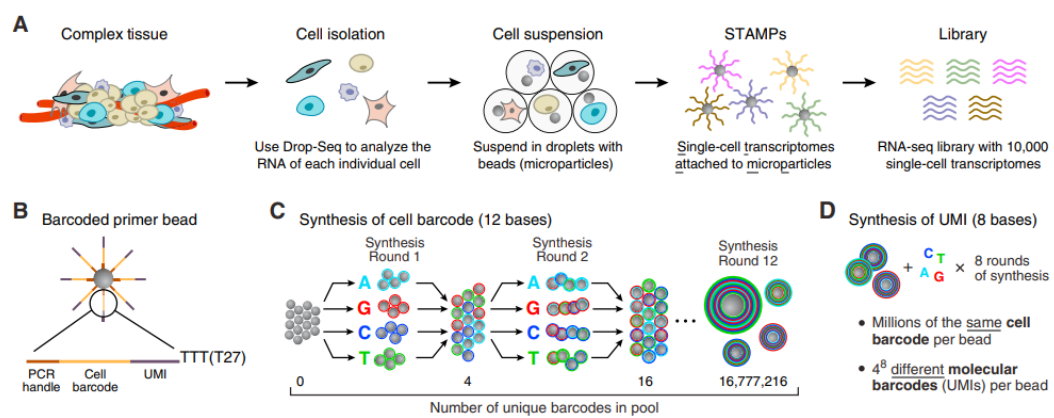 A
Complex tissue
Cell isolation
Cell suspension
STAMPs
Library
Use Drop-Seq to analyze the
RNA of each individual cell
Suspend in droplets with
beads (microparticles)
Single-cell transcriptomes
attached to microparticles
RNA-seq library with 10,000
single-cell transcriptomes
B
Barcoded primer bead
TTT(T27)
PCR
handle
Cell
barcode
UMI
C
Synthesis of cell barcode (12 bases)
Synthesis
Round 1
Synthesis
Round 2
Synthesis
Round 12
A
G
C
T
A
G
C
T
...
0
4
16
16,777,216
Number of unique barcodes in pool
D
Synthesis of UMI (8 bases)
+
C
T
A
G
×
8 rounds
of synthesis
• Millions of the same cell
barcode per bead
• 4⁸ different molecular
barcodes (UMIs) per bead